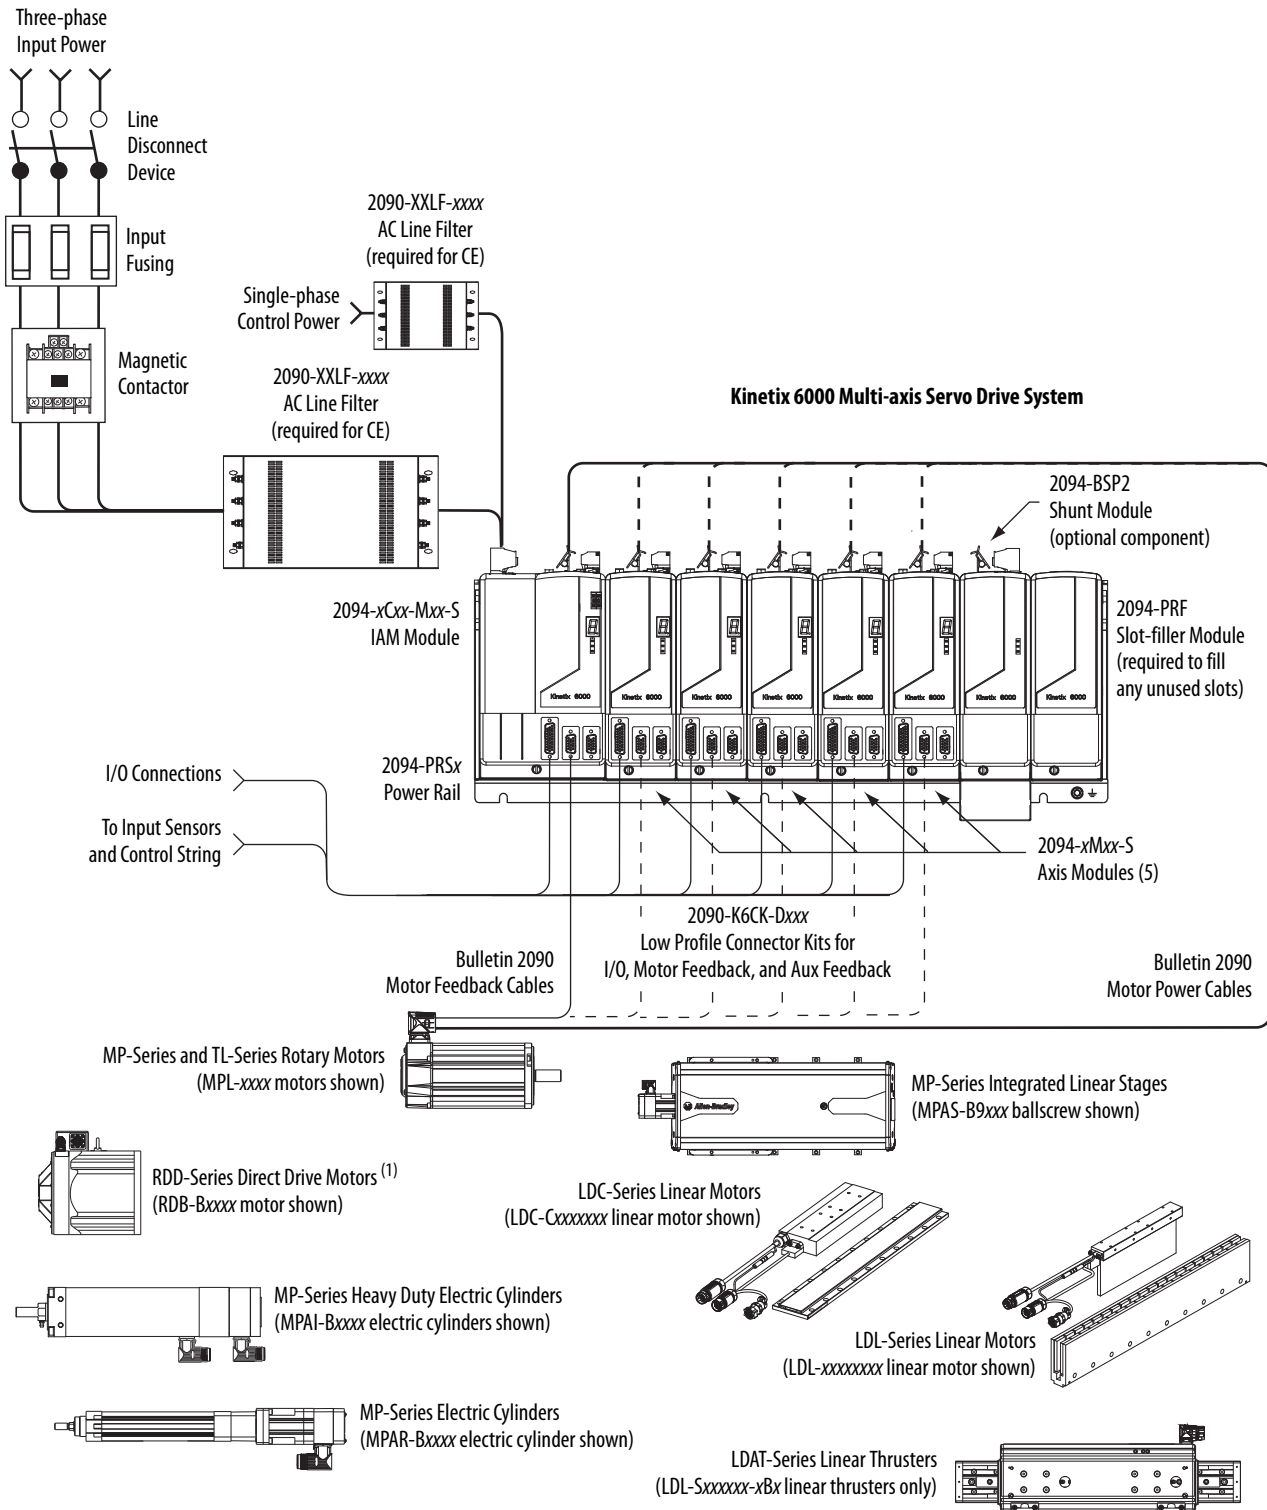 Three-phase
Input Power
Line
Disconnect
Device
2090-XXLF-xxxx
AC Line Filter
(required for CE)
Input
Fusing
Single-phase
Control Power
Magnetic
Contactor
2090-XXLF-xxxx
AC Line Filter
(required for CE)
Kinetix 6000 Multi-axis Servo Drive System
2094-BSP2
Shunt Module
(optional component)
2094-xCxx-Mxx-S
IAM Module
2094-PRF
Slot-filler Module
(required to fill
any unused slots)
Kinetix 6000
Kinetix 6000
Kinetix 6000
Kinetix 6000
Kinetix 6000
Kinetix 6000
Kinetix 6000
Kinetix 6000
2094-PRSx
Power Rail
I/O Connections
To Input Sensors
and Control String
2094-xMxx-S
Axis Modules (5)
2090-K6CK-Dxxx
Low Profile Connector Kits for
I/O, Motor Feedback, and Aux Feedback
Bulletin 2090
Motor Feedback Cables
Bulletin 2090
Motor Power Cables
MP-Series and TL-Series Rotary Motors
(MPL-xxxx motors shown)
Allen-Bradley
MP-Series Integrated Linear Stages
(MPAS-B9xxx ballscrew shown)
RDD-Series Direct Drive Motors (1)
(RDB-Bxxxx motor shown)
LDC-Series Linear Motors
(LDC-Cxxxxxxx linear motor shown)
MP-Series Heavy Duty Electric Cylinders
(MPAI-Bxxxx electric cylinders shown)
LDL-Series Linear Motors
(LDL-xxxxxxxx linear motor shown)
MP-Series Electric Cylinders
(MPAR-Bxxxx electric cylinder shown)
LDAT-Series Linear Thrusters
(LDL-Sxxxxxx-xBx linear thrusters only)